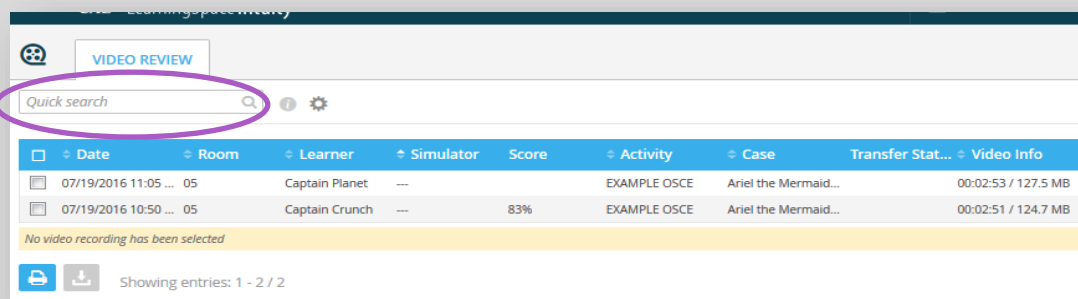 LearningSpace Intuity
VIDEO REVIEW
Quick search
Date Room Learner Simulator Score Activity Case Transfer Stat... Video Info
07/19/2016 11:05 ... 05 Captain Planet --- EXAMPLE OSCE Ariel the Mermaid... 00:02:53 / 127.5 MB
07/19/2016 10:50 ... 05 Captain Crunch --- 83% EXAMPLE OSCE Ariel the Mermaid... 00:02:51 / 124.7 MB
No video recording has been selected
Showing entries: 1 - 2 / 2